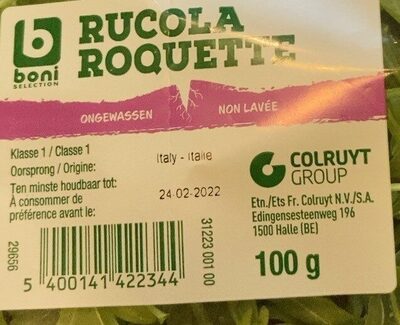 boni
SELECTION
RUCOLA
ROQUETTE
ONGEWASSEN
NON LAVÉE
Klasse 1 / Classe 1
Oorsprong / Origine:
Italy - Italie
Ten minste houdbaar tot:
À consommer de
préférence avant le:
24-02-2022
COLRUYT
GROUP
Etn./Ets Fr. Colruyt N.V./S.A.
Edingensesteenweg 196
1500 Halle (BE)
100 g
29656
5 400141 422344
31223 001 00